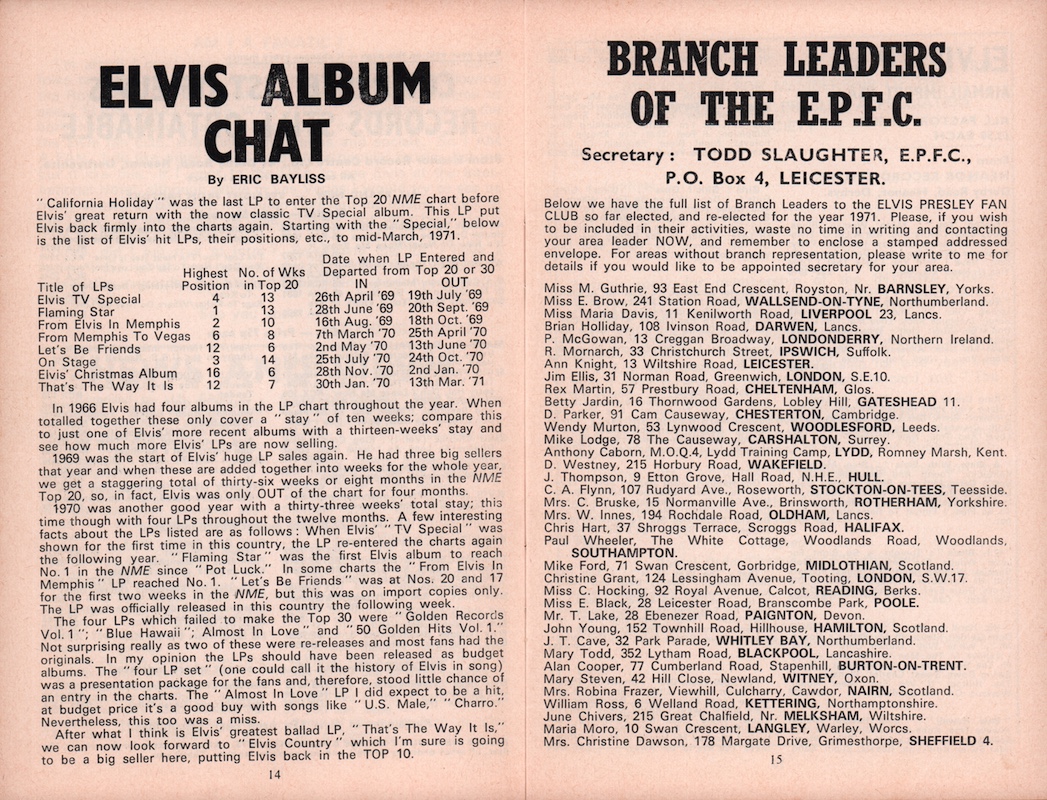 ELVIS ALBUM
CHAT
By ERIC BAYLISS
" California Holiday " was the last LP to enter the Top 20 NME chart before
Elvis' great return with the now classic TV Special album. This LP put
Elvis back firmly into the charts again. Starting with the " Special," below
is the list of Elvis' hit LPs, their positions, etc., to mid-March, 1971.
Date when LP Entered and
Highest No. of Wks Departed from Top 20 or 30
Title of LPs Position in Top 20 IN OUT
Elvis TV Special 4 13 26th April '69 19th July '69
Flaming Star 1 13 28th June '69 20th Sept. '69
From Elvis In Memphis 2 10 16th Aug. '69 18th Oct. '69
From Memphis To Vegas 6 8 7th March '70 25th April '70
Let's Be Friends 12 6 2nd May '70 13th June '70
On Stage 3 14 25th July '70 24th Oct. '70
Elvis' Christmas Album 16 6 28th Nov. '70 2nd Jan. '70
That's The Way It Is 12 7 30th Jan. '70 13th Mar. '71
In 1966 Elvis had four albums in the LP chart throughout the year. When
totalled together these only cover a " stay " of ten weeks; compare this
to just one of Elvis' more recent albums with a thirteen-weeks' stay and
see how much more Elvis' LPs are now selling.
1969 was the start of Elvis' huge LP sales again. He had three big sellers
that year and when these are added together into weeks for the whole year,
we get a staggering total of thirty-six weeks or eight months in the NME
Top 20, so, in fact, Elvis was only OUT of the chart for four months.
1970 was another good year with a thirty-three weeks' total stay; this
time though with four LPs throughout the twelve months. A few interesting
facts about the LPs listed are as follows : When Elvis' " TV Special " was
shown for the first time in this country, the LP re-entered the charts again
the following year. " Flaming Star " was the first Elvis album to reach
No. 1 in the NME since " Pot Luck." In some charts the " From Elvis In
Memphis " LP reached No. 1. " Let's Be Friends " was at Nos. 20 and 17
for the first two weeks in the NME, but this was on import copies only.
The LP was officially released in this country the following week.
The four LPs which failed to make the Top 30 were " Golden Records
Vol. 1 "; " Blue Hawaii "; Almost In Love " and " 50 Golden Hits Vol. 1."
Not surprising really as two of these were re-releases and most fans had the
originals. In my opinion the LPs should have been released as budget
albums. The " four LP set " (one could call it the history of Elvis in song)
was a presentation package for the fans and, therefore, stood little chance of
an entry in the charts. The " Almost In Love " LP I did expect to be a hit,
at budget price it's a good buy with songs like " U.S. Male," " Charro."
Nevertheless, this too was a miss.
After what I think is Elvis' greatest ballad LP, " That's The Way It Is,"
we can now look forward to " Elvis Country " which I'm sure is going
to be a big seller here, putting Elvis back in the TOP 10.
14
BRANCH LEADERS
OF THE E.P.F.C.
Secretary : TODD SLAUGHTER, E.P.F.C.,
P.O. Box 4, LEICESTER.
Below we have the full list of Branch Leaders to the ELVIS PRESLEY FAN
CLUB so far elected, and re-elected for the year 1971. Please, if you wish
to be included in their activities, waste no time in writing and contacting
your area leader NOW, and remember to enclose a stamped addressed
envelope. For areas without branch representation, please write to me for
details if you would like to be appointed secretary for your area.
Miss M. Guthrie, 93 East End Crescent, Royston, Nr. BARNSLEY, Yorks.
Miss E. Brow, 241 Station Road, WALLSEND-ON-TYNE, Northumberland.
Miss Maria Davis, 11 Kenilworth Road, LIVERPOOL 23, Lancs.
Brian Holliday, 108 Ivinson Road, DARWEN, Lancs.
P. McGowan, 13 Creggan Broadway, LONDONDERRY, Northern Ireland.
R. Mornarch, 33 Christchurch Street, IPSWICH, Suffolk.
Ann Knight, 13 Wiltshire Road, LEICESTER.
Jim Ellis, 31 Norman Road, Greenwich, LONDON, S.E.10.
Rex Martin, 57 Prestbury Road, CHELTENHAM, Glos.
Betty Jardin, 16 Thornwood Gardens, Lobley Hill, GATESHEAD 11.
D. Parker, 91 Cam Causeway, CHESTERTON, Cambridge.
Wendy Murton, 53 Lynwood Crescent, WOODLESFORD, Leeds.
Mike Lodge, 78 The Causeway, CARSHALTON, Surrey.
Anthony Caborn, M.O.Q.4, Lydd Training Camp, LYDD, Romney Marsh, Kent.
D. Westney, 215 Horbury Road, WAKEFIELD.
J. Thompson, 9 Etton Grove, Hall Road, N.H.E., HULL.
C. A. Flynn, 107 Rudyard Ave., Roseworth, STOCKTON-ON-TEES, Teesside.
Mrs. C. Bruske, 15 Normanville Ave., Brinsworth, ROTHERHAM, Yorkshire.
Mrs. W. Innes, 194 Rochdale Road, OLDHAM, Lancs.
Chris Hart, 37 Shroggs Terrace, Scroggs Road, HALIFAX.
Paul Wheeler, The White Cottage, Woodlands Road, Woodlands,
SOUTHAMPTON.
Mike Ford, 71 Swan Crescent, Gorbridge, MIDLOTHIAN, Scotland.
Christine Grant, 124 Lessingham Avenue, Tooting, LONDON, S.W.17.
Miss C. Hocking, 92 Royal Avenue, Calcot, READING, Berks.
Miss E. Black, 28 Leicester Road, Branscombe Park, POOLE.
Mr. T. Lake, 28 Ebenezer Road, PAIGNTON, Devon.
John Young, 152 Townhill Road, Hillhouse, HAMILTON, Scotland.
J. T. Cave, 32 Park Parade, WHITLEY BAY, Northumberland.
Mary Todd, 352 Lytham Road, BLACKPOOL, Lancashire.
Alan Cooper, 77 Cumberland Road, Stapenhill, BURTON-ON-TRENT.
Mary Steven, 42 Hill Close, Newland, WITNEY, Oxon.
Mrs. Robina Frazer, Viewhill, Culcharry, Cawdor, NAIRN, Scotland.
William Ross, 6 Welland Road, KETTERING, Northamptonshire.
June Chivers, 215 Great Chalfield, Nr. MELKSHAM, Wiltshire.
Maria Moro, 10 Swan Crescent, LANGLEY, Warley, Worcs.
Mrs. Christine Dawson, 178 Margate Drive, Grimesthorpe, SHEFFIELD 4.
15